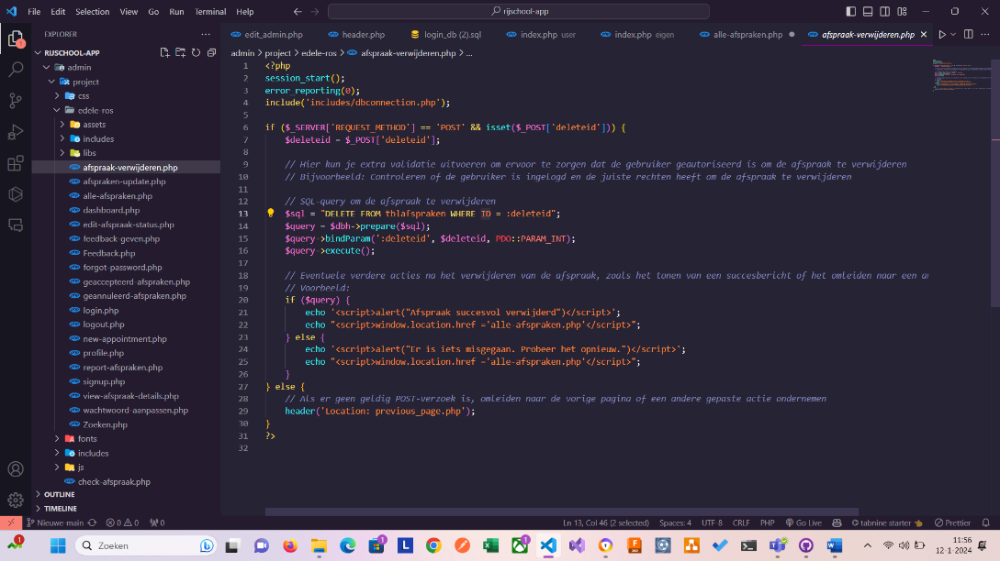 File Edit Selection View Go Run Terminal Help
rijschool-app
EXPLORER
RIJSCHOOL-APP
admin
project
css
edele-ros
assets
includes
libs
afspraak-verwijderen.php
afspraken-update.php
alle-afspraken.php
dashboard.php
edit-afspraak-status.php
feedback-geven.php
Feedback.php
forgot-password.php
geaccepteerd-afspraken.php
geannuleerd-afspraken.php
login.php
logout.php
new-appointment.php
profile.php
report-afspraken.php
signup.php
view-afspraak-details.php
wachtwoord-aanpassen.php
Zoeken.php
fonts
includes
js
check-afspraak.php
OUTLINE
TIMELINE
edit_admin.php header.php login_db (2).sql index.php user index.php eigen alle-afspraken.php afspraak-verwijderen.php
admin > project > edele-ros > afspraak-verwijderen.php > ...
1 <?php
2 session_start();
3 error_reporting(0);
4 include('includes/dbconnection.php');
5
6 if ($_SERVER['REQUEST_METHOD'] == 'POST' && isset($_POST['deleteid'])) {
7 $deleteid = $_POST['deleteid'];
8
9 // Hier kun je extra validatie uitvoeren om ervoor te zorgen dat de gebruiker geautoriseerd is om de afspraak te verwijderen
10 // Bijvoorbeeld: Controleren of de gebruiker is ingelogd en de juiste rechten heeft om de afspraak te verwijderen
11
12 // SQL-query om de afspraak te verwijderen
13 $sql = "DELETE FROM tblafspraken WHERE ID = :deleteid";
14 $query = $dbh->prepare($sql);
15 $query->bindParam(':deleteid', $deleteid, PDO::PARAM_INT);
16 $query->execute();
17
18 // Eventuele verdere acties na het verwijderen van de afspraak, zoals het tonen van een succesbericht of het omleiden naar een an
19 // Voorbeeld:
20 if ($query) {
21 echo '<script>alert("Afspraak succesvol verwijderd")</script>';
22 echo "<script>window.location.href ='alle-afspraken.php'</script>";
23 } else {
24 echo '<script>alert("Er is iets misgegaan. Probeer het opnieuw.")</script>';
25 echo "<script>window.location.href ='alle-afspraken.php'</script>";
26 }
27 } else {
28 // Als er geen geldig POST-verzoek is, omleiden naar de vorige pagina of een andere gepaste actie ondernemen
29 header('Location: previous_page.php');
30 }
31 ?>
32
Nieuwe-main 0 0 0 Ln 13, Col 46 (2 selected) Spaces: 4 UTF-8 CRLF PHP Go Live tabnine starter Prettier
Zoeken
11:56
12-1-2024